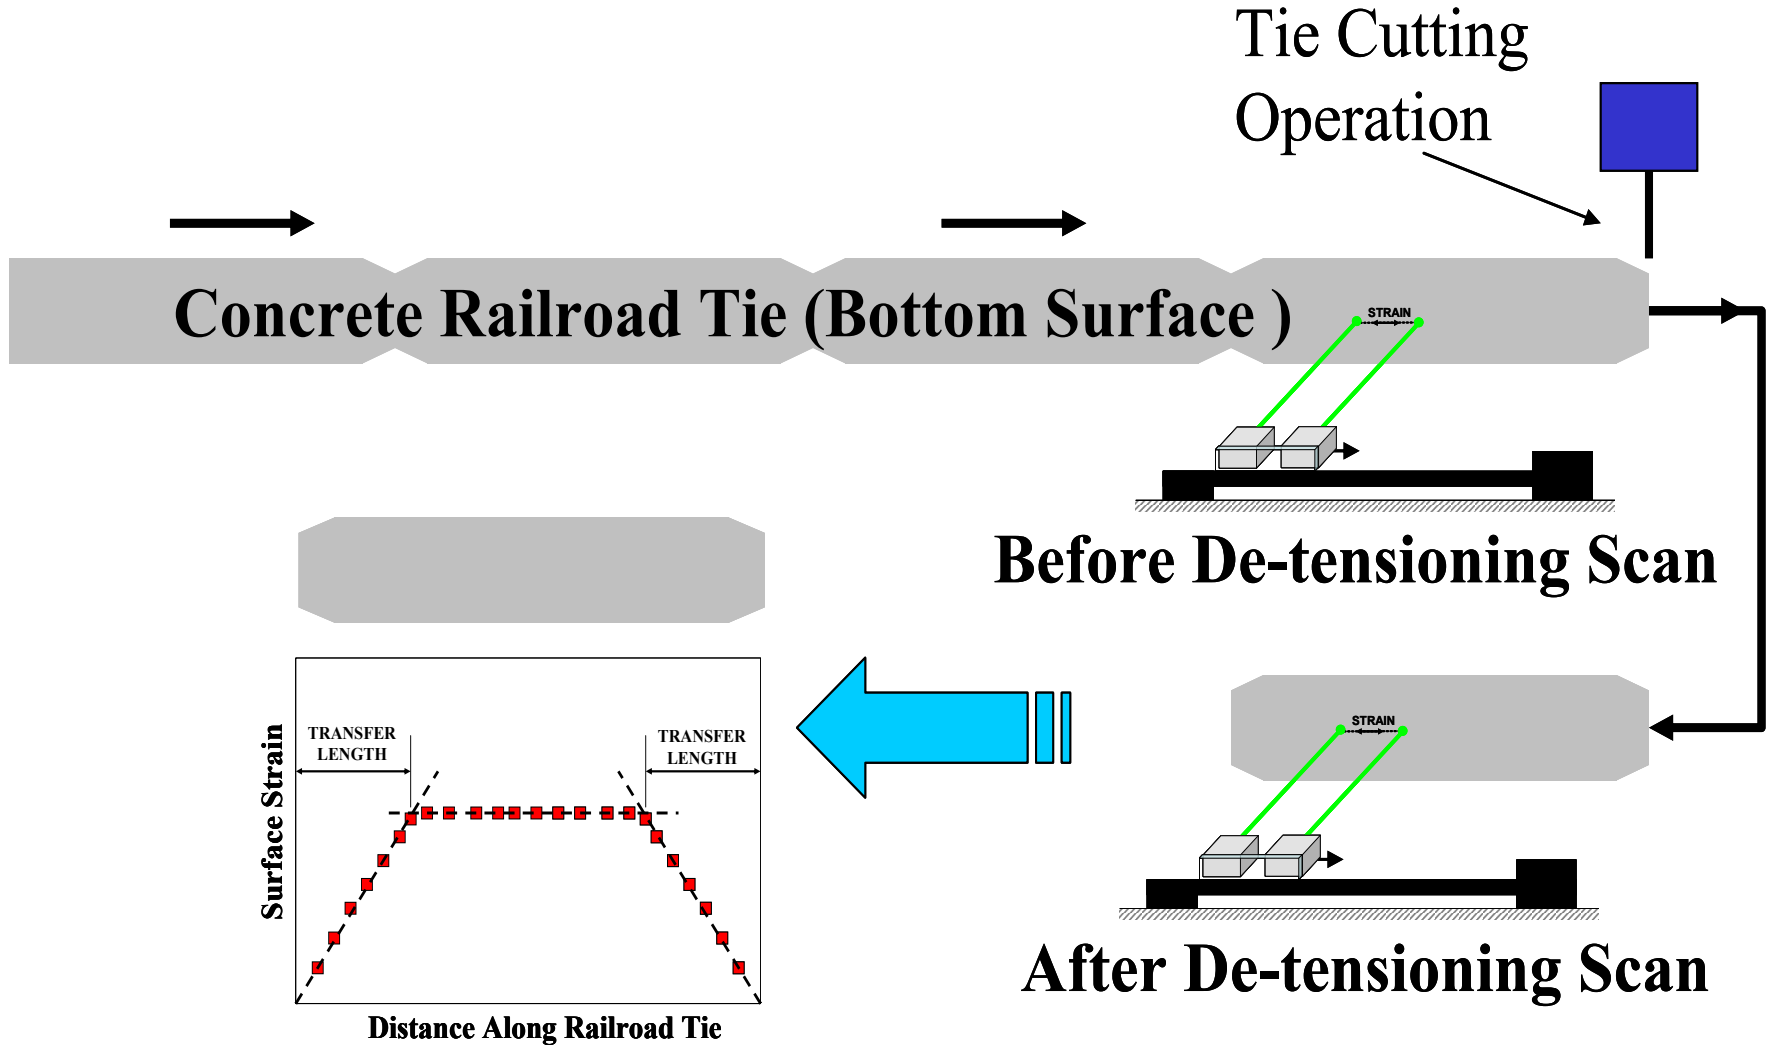 Tie Cutting
Operation
Concrete Railroad Tie (Bottom Surface )
STRAIN
Before De-tensioning Scan
STRAIN
After De-tensioning Scan
TRANSFER
LENGTH
TRANSFER
LENGTH
Surface Strain
Distance Along Railroad Tie